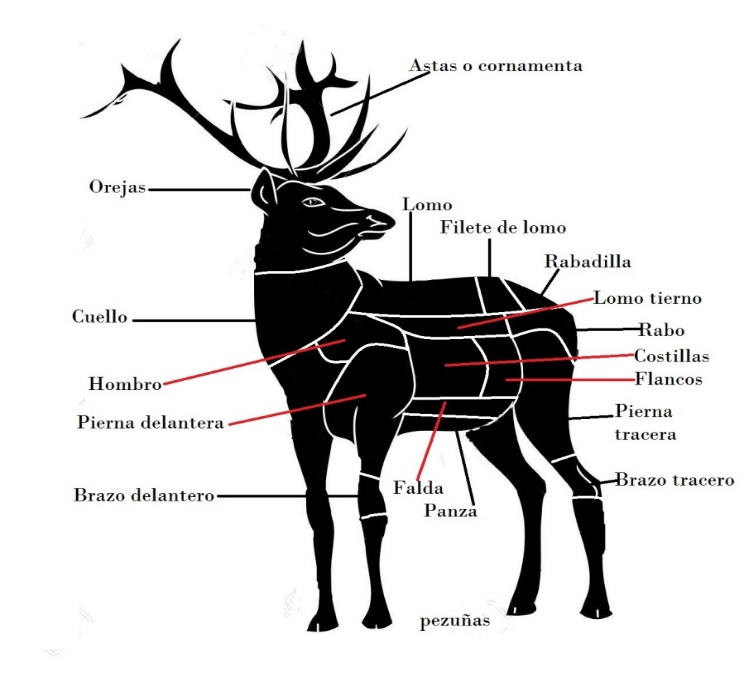 Astas o cornamenta
Orejas
Lomo
Filete de lomo
Rabadilla
Lomo tierno
Cuello
Rabo
Costillas
Hombro
Flancos
Pierna delantera
Pierna
tracera
Brazo tracero
Brazo delantero
Falda
Panza
pezuñas